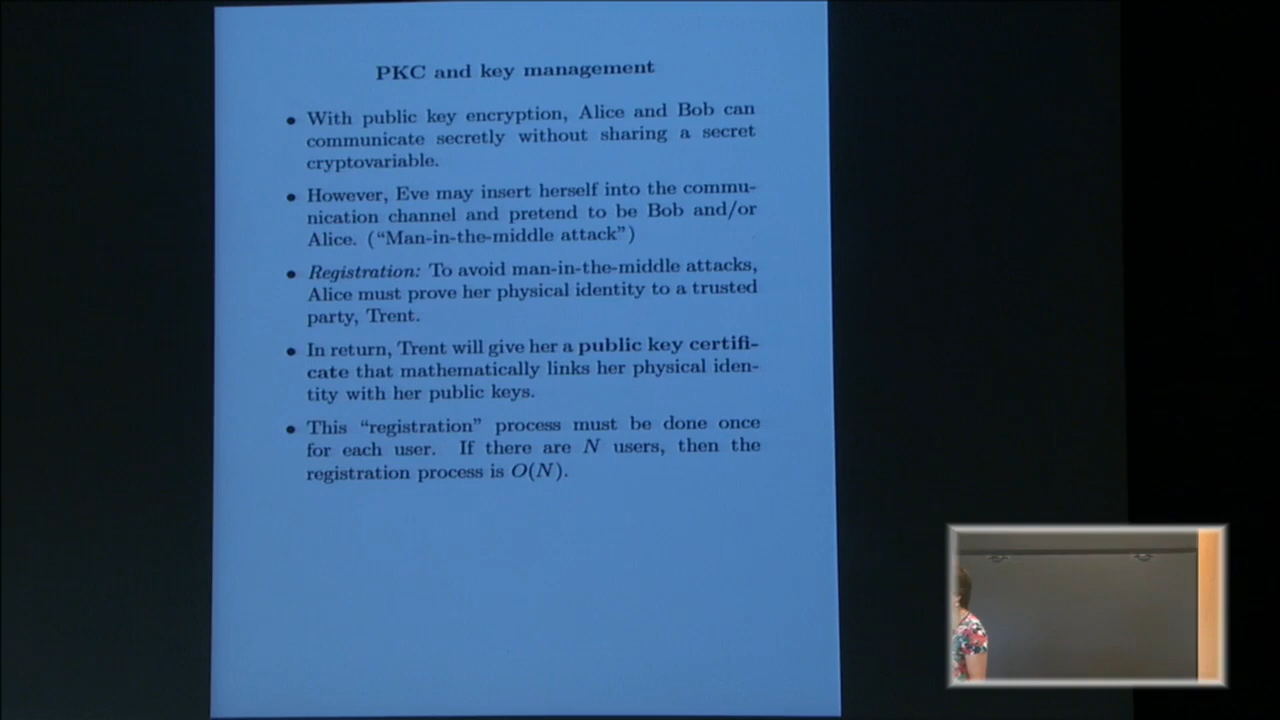 PKC and key management
• With public key encryption, Alice and Bob can
communicate secretly without sharing a secret
cryptovariable.
• However, Eve may insert herself into the commu-
nication channel and pretend to be Bob and/or
Alice. (“Man-in-the-middle attack”)
• Registration: To avoid man-in-the-middle attacks,
Alice must prove her physical identity to a trusted
party, Trent.
• In return, Trent will give her a public key certifi-
cate that mathematically links her physical iden-
tity with her public keys.
• This “registration” process must be done once
for each user. If there are N users, then the
registration process is O(N).